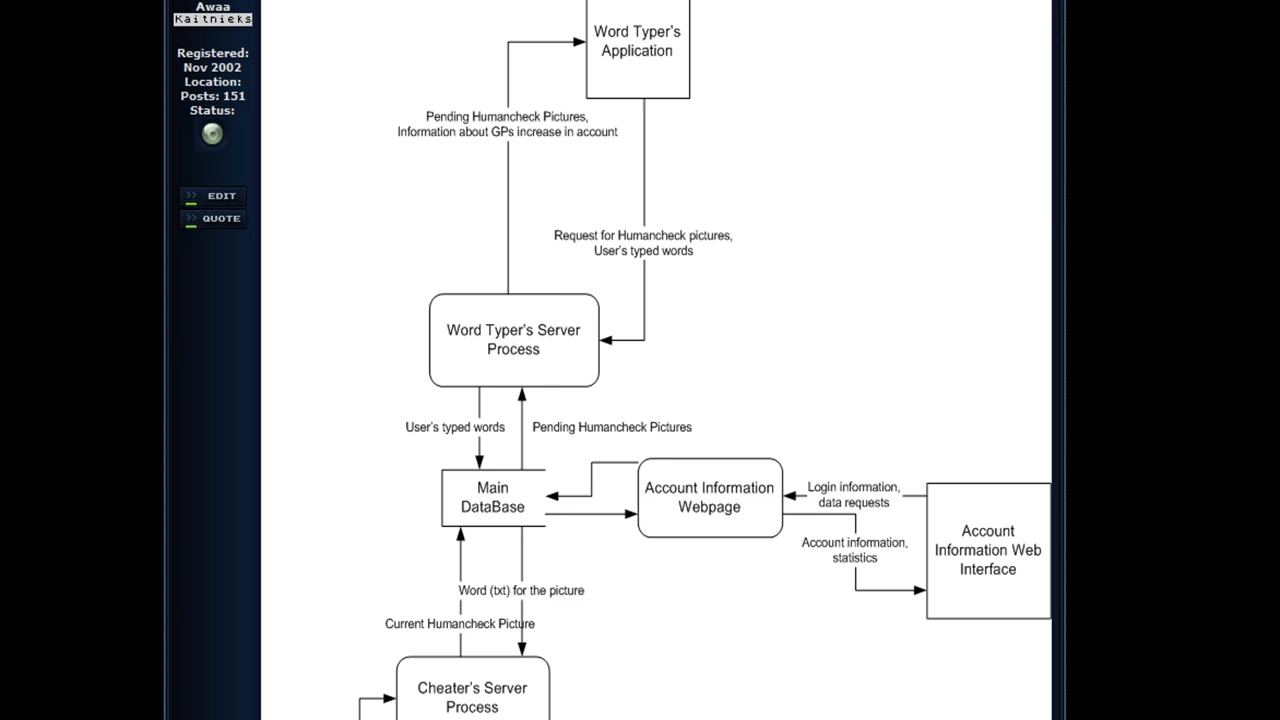 Awaa
Kaitnieks
Registered:
Nov 2002
Location:
Posts: 151
Status:
EDIT
QUOTE
Word Typer's
Application
Pending Humancheck Pictures,
Information about GPs increase in account
Request for Humancheck pictures,
User's typed words
Word Typer's Server
Process
User's typed words
Pending Humancheck Pictures
Main
DataBase
Account Information
Webpage
Login information,
data requests
Account information,
statistics
Account
Information Web
Interface
Word (txt) for the picture
Current Humancheck Picture
Cheater's Server
Process